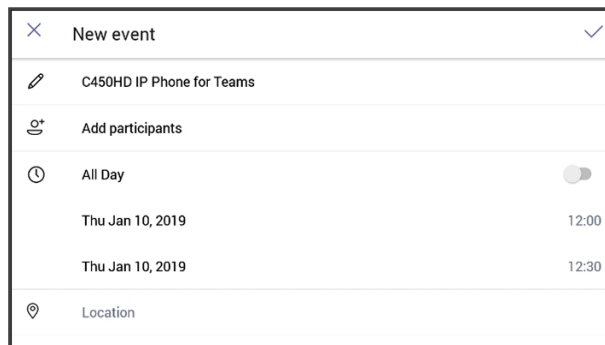 New event
C450HD IP Phone for Teams
Add participants
All Day
Thu Jan 10, 2019 12:00
Thu Jan 10, 2019 12:30
Location